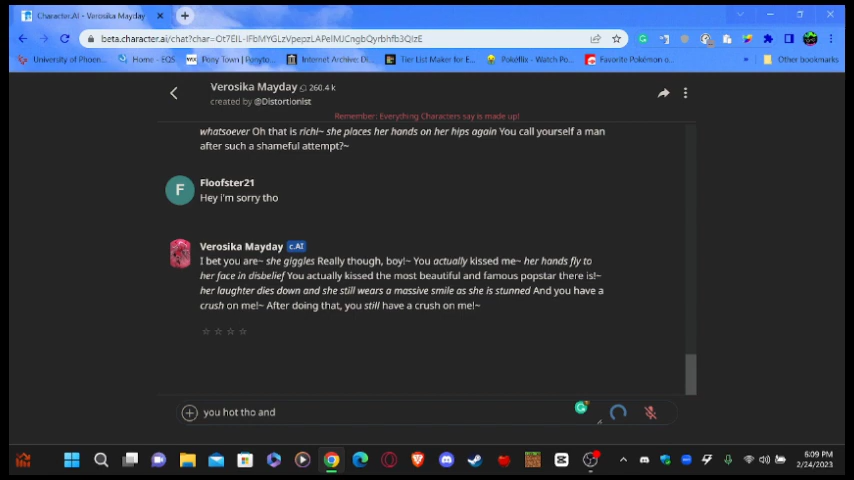 Character.AI - Verosika Mayday
beta.character.ai/chat?char=Ot7EIL-IFbMYGLzVpepzLAPelMJCngbQyrbhfb3QIzE
University of Phoen...
Home - EQS
Pony Town | Ponyto...
Internet Archive: Di...
Tier List Maker for E...
Pokéflix - Watch Po...
Favorite Pokémon o...
»
Other bookmarks
Verosika Mayday 260.4 k
created by @Distortionist
Remember: Everything Characters say is made up!
whatsoever Oh that is richi~ she places her hands on her hips again You call yourself a man
after such a shameful attempt?~
F
Floofster21
Hey i'm sorry tho
Verosika Mayday c.AI
I bet you are~ she giggles Really though, boy!~ You actually kissed me~ her hands fly to
her face in disbelief You actually kissed the most beautiful and famous popstar there is!~
her laughter dies down and she still wears a massive smile as she is stunned And you have a
crush on me!~ After doing that, you still have a crush on me!~
you hot tho and
6:09 PM
2/24/2023